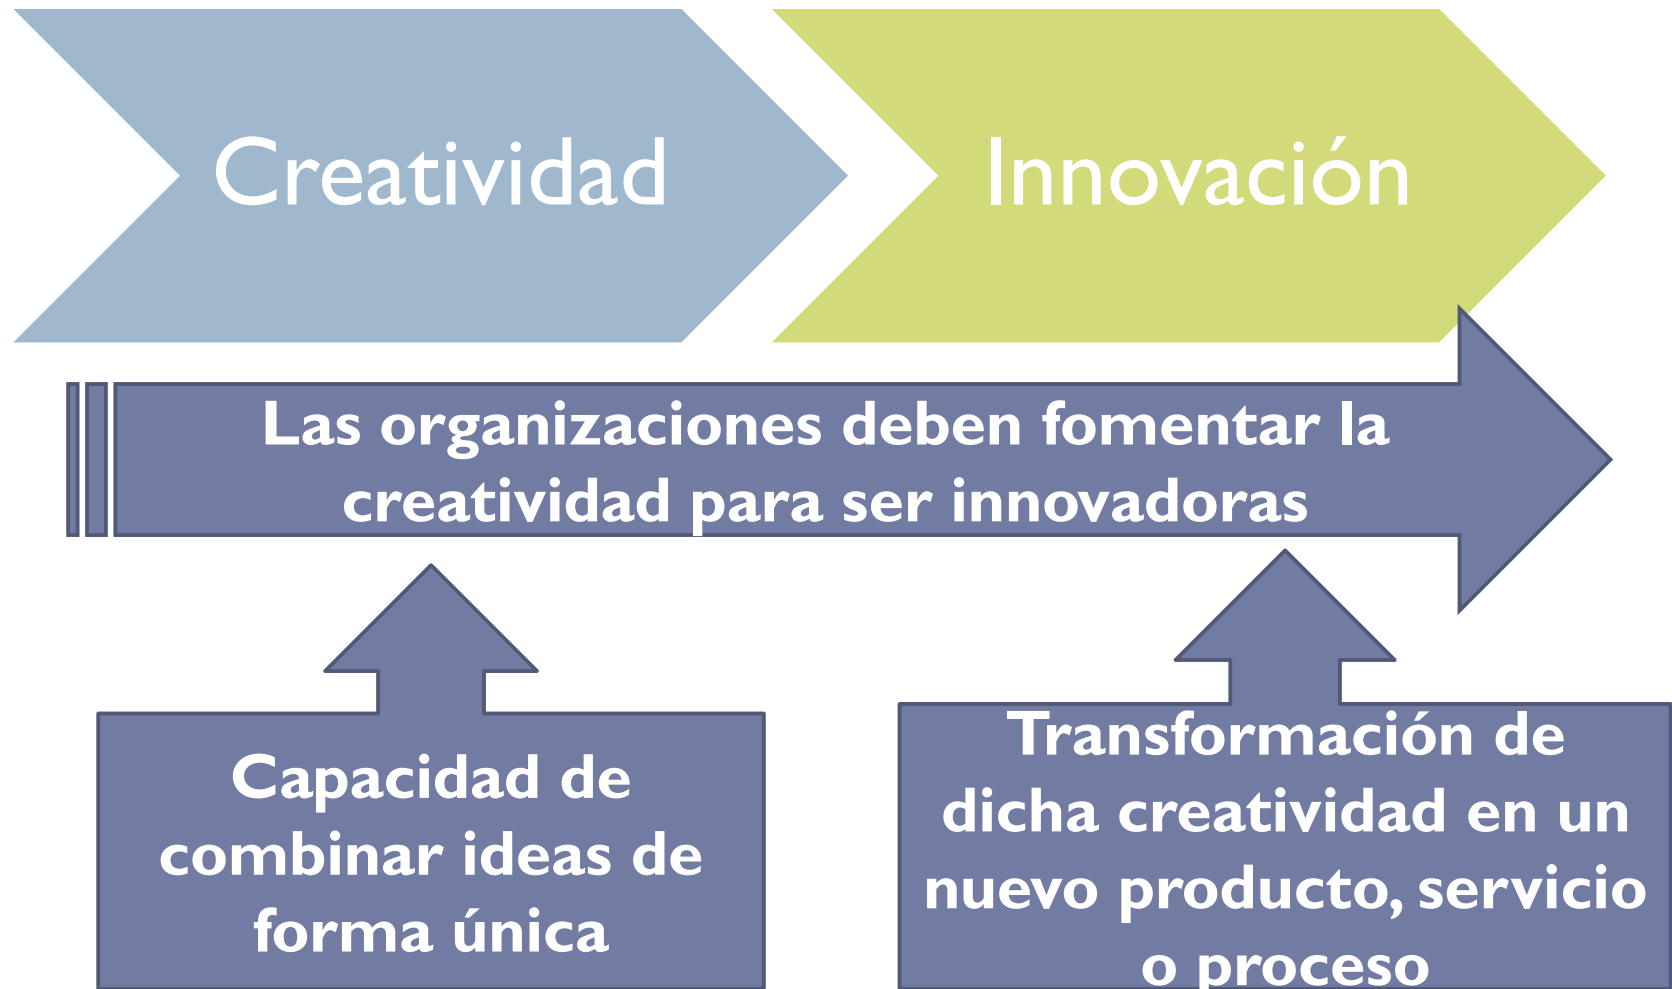 Creatividad
Innovación
Las organizaciones deben fomentar la
creatividad para ser innovadoras
Capacidad de
combinar ideas de
forma única
Transformación de
dicha creatividad en un
nuevo producto, servicio
o proceso